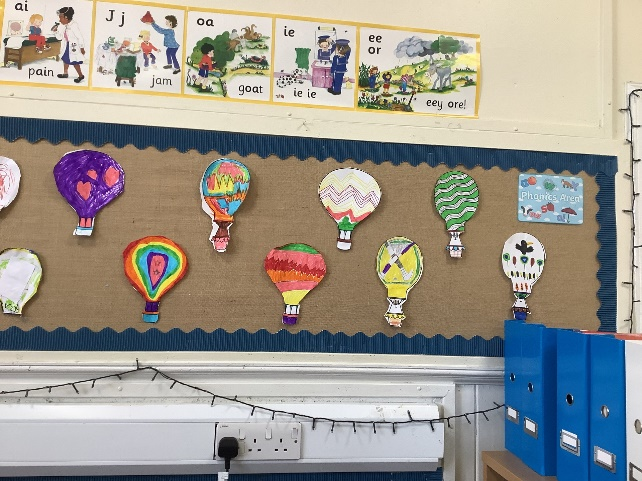 ai
pain
J j
jam
oa
goat
ie
ie ie
ee
or
eey ore!
Phonics Area